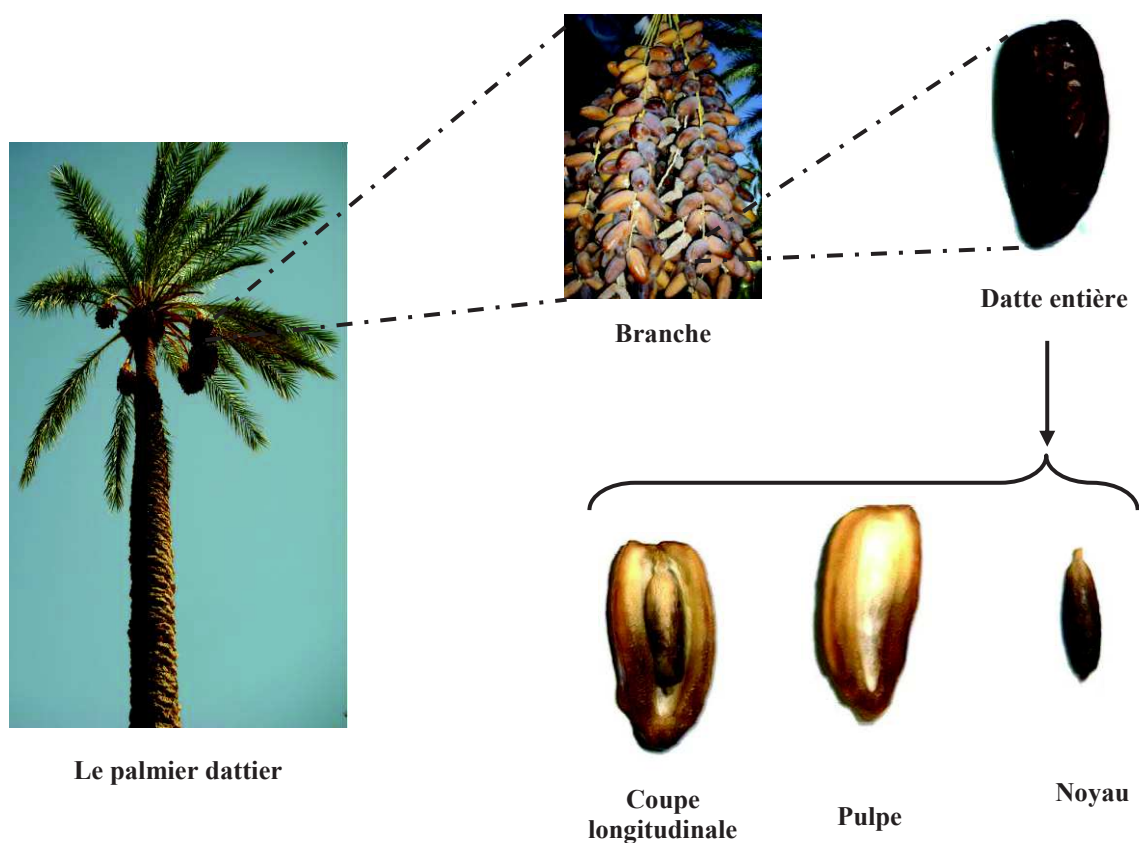 Branche
Datte entière
Le palmier dattier
Coupe
longitudinale
Pulpe
Noyau